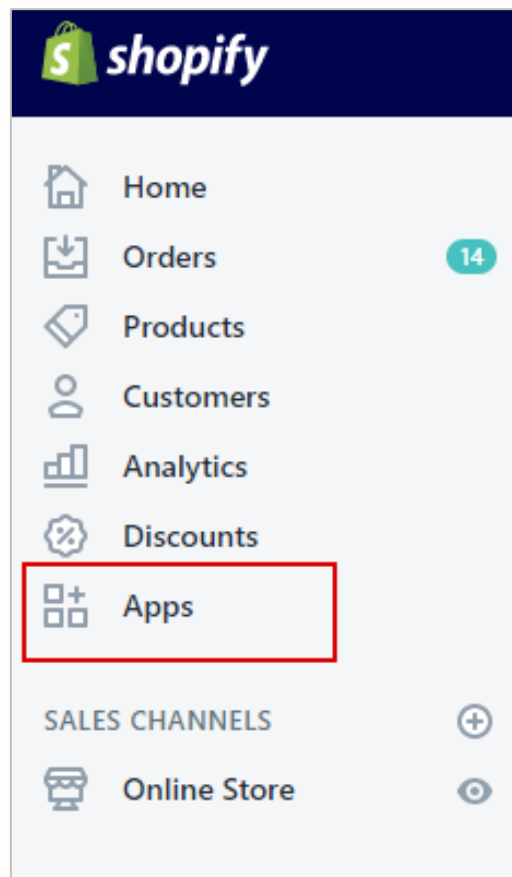 shopify
Home
Orders 14
Products
Customers
Analytics
Discounts
Apps
SALES CHANNELS
Online Store